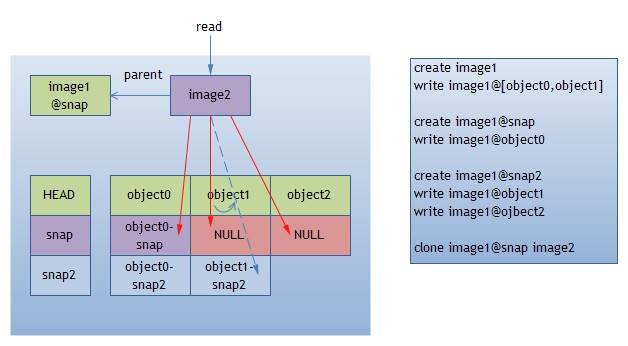 read
parent
image1
@snap
image2
HEAD
object0
object1
object2
snap
object0-
snap
NULL
NULL
snap2
object0-
snap2
object1-
snap2
create image1
write image1@[object0,object1]
create image1@snap
write image1@object0
create image1@snap2
write image1@object1
write image1@ojbect2
clone image1@snap image2